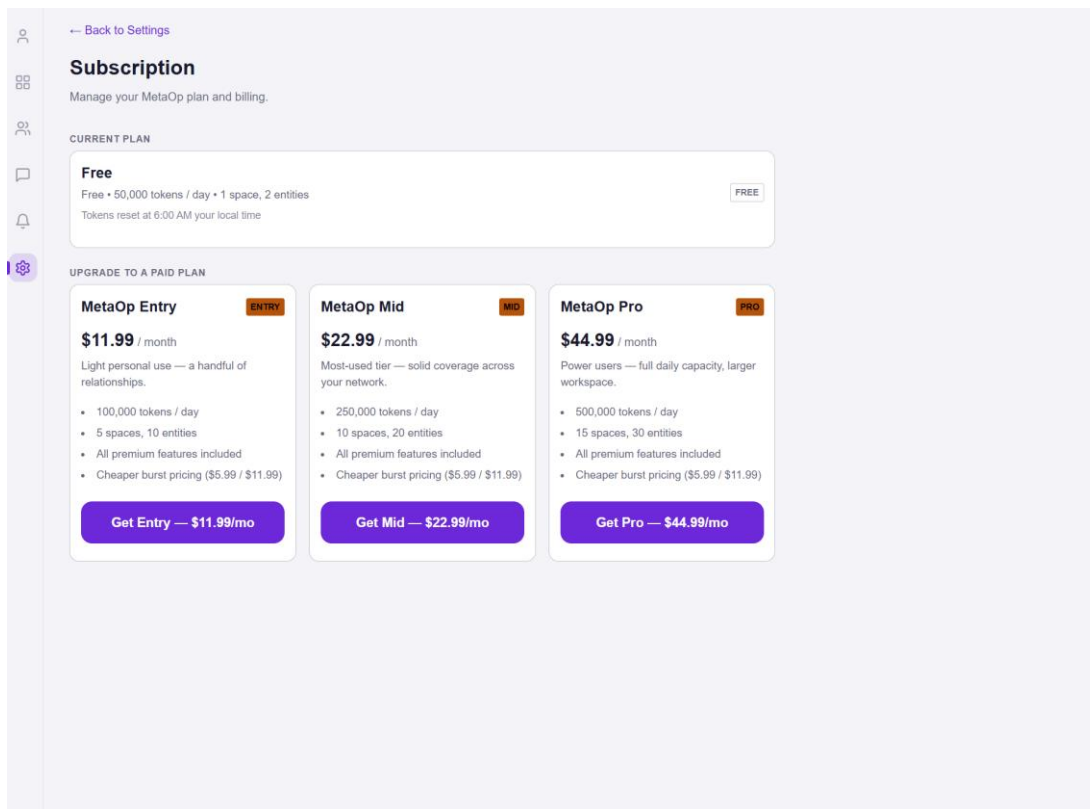 ← Back to Settings
Subscription
Manage your MetaOp plan and billing.
CURRENT PLAN
Free
Free • 50,000 tokens / day • 1 space, 2 entities
Tokens reset at 6:00 AM your local time
FREE
UPGRADE TO A PAID PLAN
MetaOp Entry
ENTRY
$11.99 / month
Light personal use — a handful of
relationships.
• 100,000 tokens / day
• 5 spaces, 10 entities
• All premium features included
• Cheaper burst pricing ($5.99 / $11.99)
Get Entry — $11.99/mo
MetaOp Mid
MID
$22.99 / month
Most-used tier — solid coverage across
your network.
• 250,000 tokens / day
• 10 spaces, 20 entities
• All premium features included
• Cheaper burst pricing ($5.99 / $11.99)
Get Mid — $22.99/mo
MetaOp Pro
PRO
$44.99 / month
Power users — full daily capacity, larger
workspace.
• 500,000 tokens / day
• 15 spaces, 30 entities
• All premium features included
• Cheaper burst pricing ($5.99 / $11.99)
Get Pro — $44.99/mo